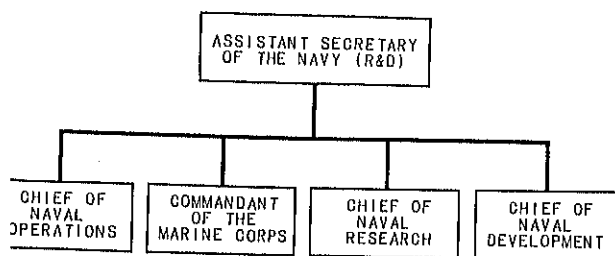 ASSISTANT SECRETARY
OF THE NAVY (R&D)
CHIEF OF
NAVAL
OPERATIONS
COMMANDANT
OF THE
MARINE CORPS
CHIEF OF
NAVAL
RESEARCH
CHIEF OF
NAVAL
DEVELOPMENT